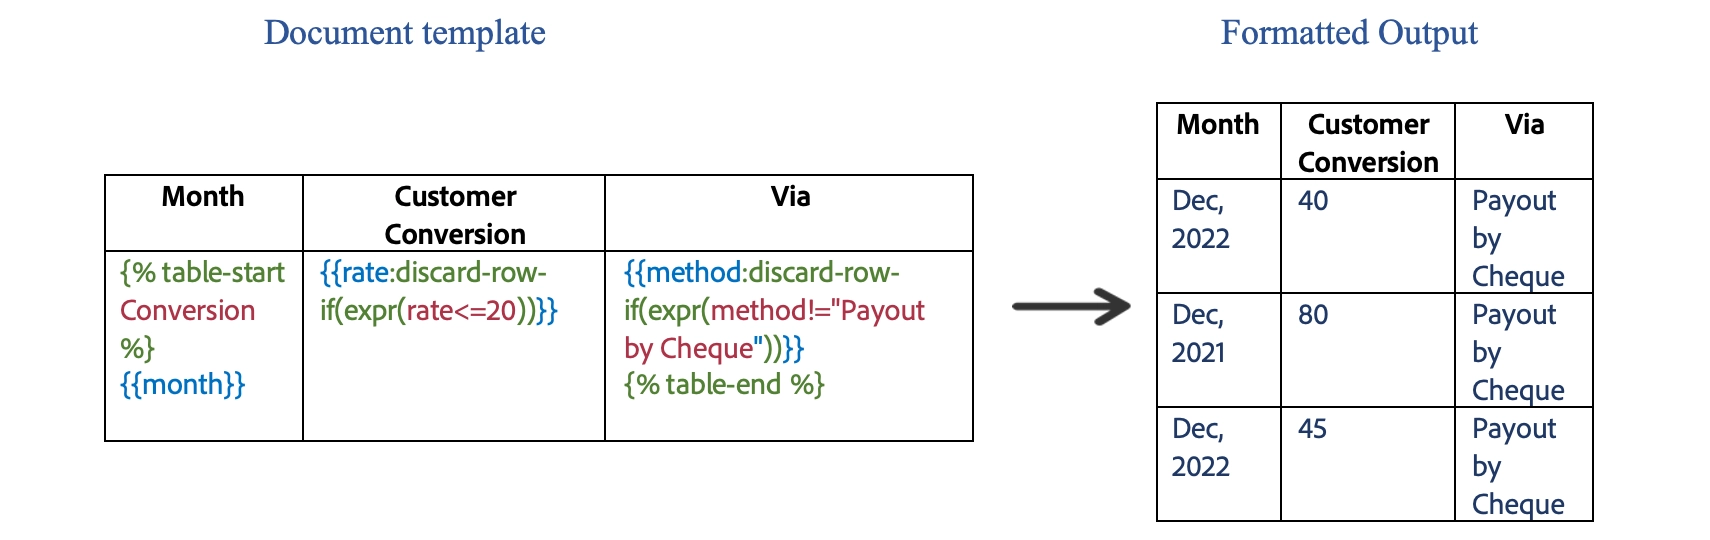 Document template
Formatted Output
Month
Customer
Conversion
Via
{% table-start
Conversion
%}
{{month}}
{{rate:discard-row-
if(expr(rate<=20))}}
{{method:discard-row-
if(expr(method!="Payout
by Cheque"))}}
{% table-end %}
Month
Customer
Conversion
Via
Dec,
2022
40
Payout
by
Cheque
Dec,
2021
80
Payout
by
Cheque
Dec,
2022
45
Payout
by
Cheque